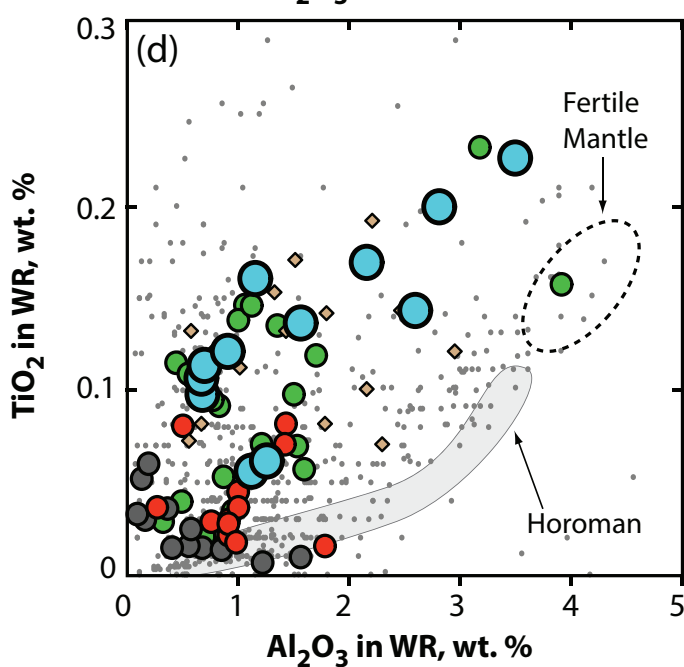 (d)
0.3
0.2
0.1
0
TiO₂ in WR, wt. %
Fertile
Mantle
Horoman
0 1 2 3 4 5
Al₂O₃ in WR, wt. %